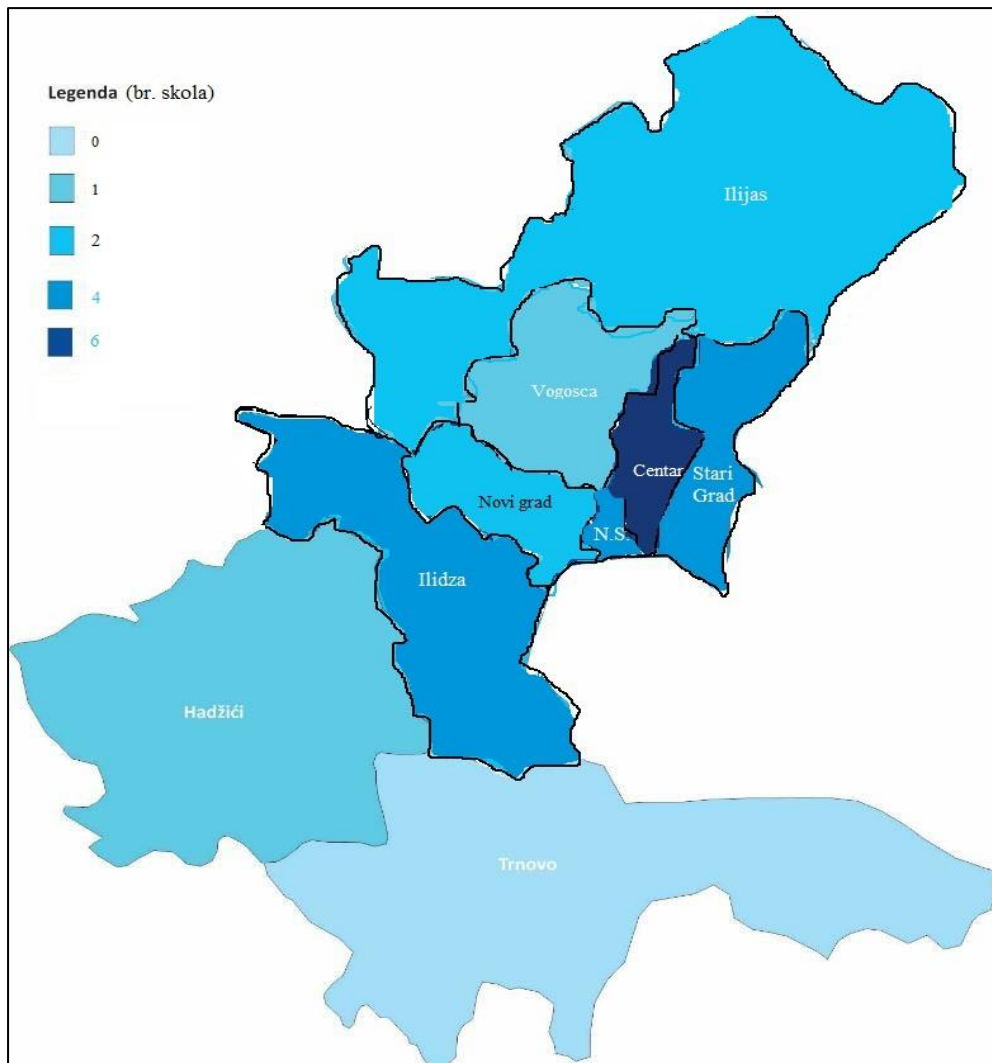 Legenda (br. skola)
0
1
2
4
6
Ilijas
Vogosca
Centar
Stari
Grad
Novi grad
N.S.
Ilidza
Hadžići
Trnovo